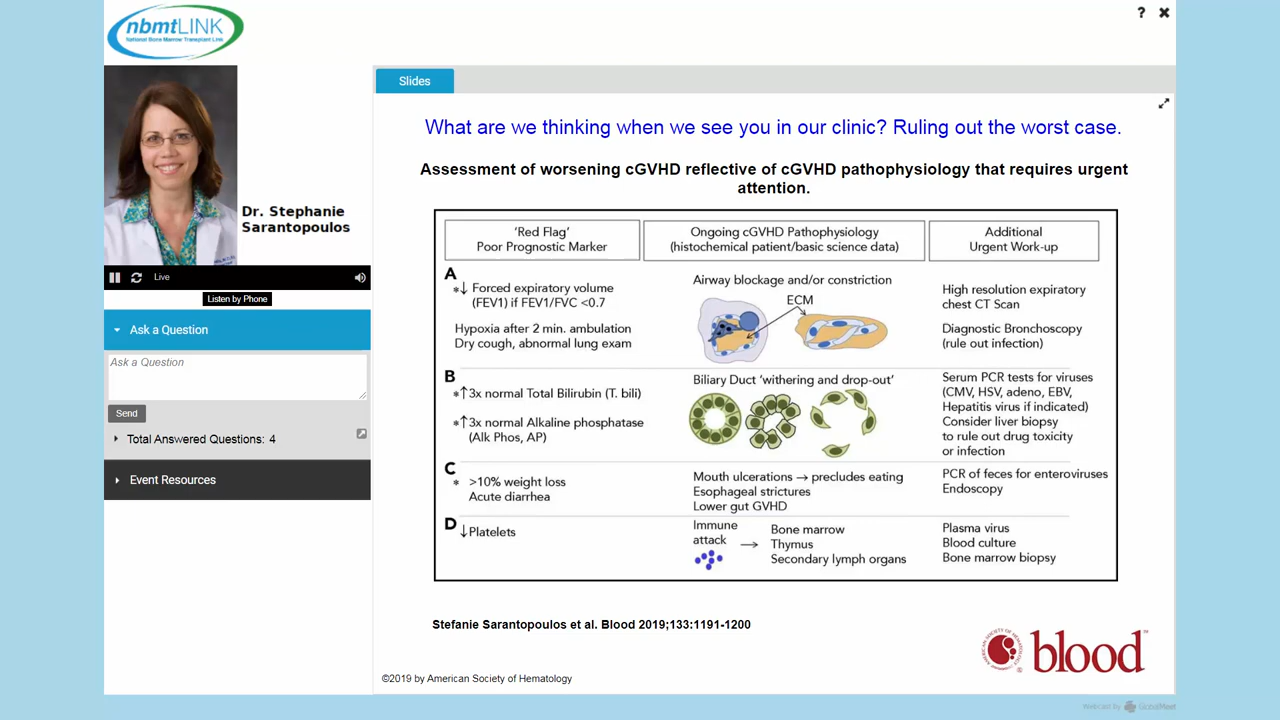 nbmtLINK
National Bone Marrow Transplant Link
? ✖
Dr. Stephanie
Sarantopoulos
Live
Listen by Phone
Ask a Question
Ask a Question
Send
Total Answered Questions: 4
Event Resources
Slides
What are we thinking when we see you in our clinic? Ruling out the worst case.
Assessment of worsening cGVHD reflective of cGVHD pathophysiology that requires urgent
attention.
‘Red Flag’
Poor Prognostic Marker
Ongoing cGVHD Pathophysiology
(histochemical patient/basic science data)
Additional
Urgent Work-up
A
*↓ Forced expiratory volume
(FEV1) if FEV1/FVC <0.7
Hypoxia after 2 min. ambulation
Dry cough, abnormal lung exam
Airway blockage and/or constriction
ECM
High resolution expiratory
chest CT Scan
Diagnostic Bronchoscopy
(rule out infection)
B
*↑3x normal Total Bilirubin (T. bili)
*↑3x normal Alkaline phosphatase
(Alk Phos, AP)
Biliary Duct ‘withering and drop-out’
Serum PCR tests for viruses
(CMV, HSV, adeno, EBV,
Hepatitis virus if indicated)
Consider liver biopsy
to rule out drug toxicity
or infection
C
* >10% weight loss
Acute diarrhea
Mouth ulcerations → precludes eating
Esophageal strictures
Lower gut GVHD
PCR of feces for enteroviruses
Endoscopy
D
↓Platelets
Immune
attack →
Bone marrow
Thymus
Secondary lymph organs
Plasma virus
Blood culture
Bone marrow biopsy
Stefanie Sarantopoulos et al. Blood 2019;133:1191-1200
AMERICAN SOCIETY OF HEMATOLOGY
® blood™
©2019 by American Society of Hematology
Webcast By GlobalMeet